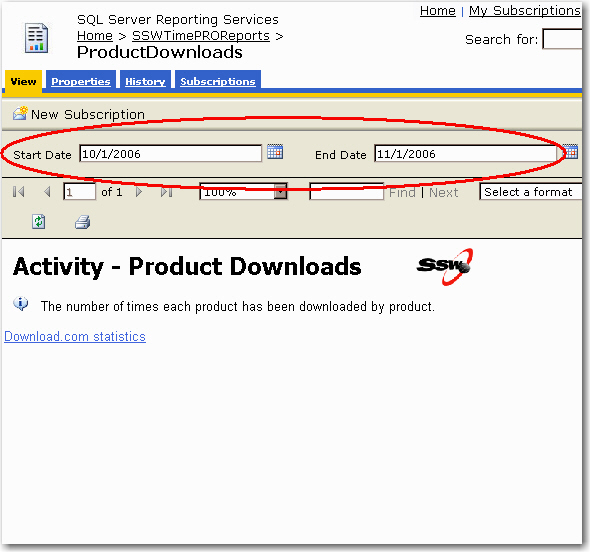 SQL Server Reporting Services
Home | My Subscriptions
Home > SSWTimePROReports >
Search for:
ProductDownloads
View Properties History Subscriptions
New Subscription
Start Date 10/1/2006 End Date 11/1/2006
1 of 1 100% Find | Next Select a format
Activity - Product Downloads SSW
The number of times each product has been downloaded by product.
Download.com statistics